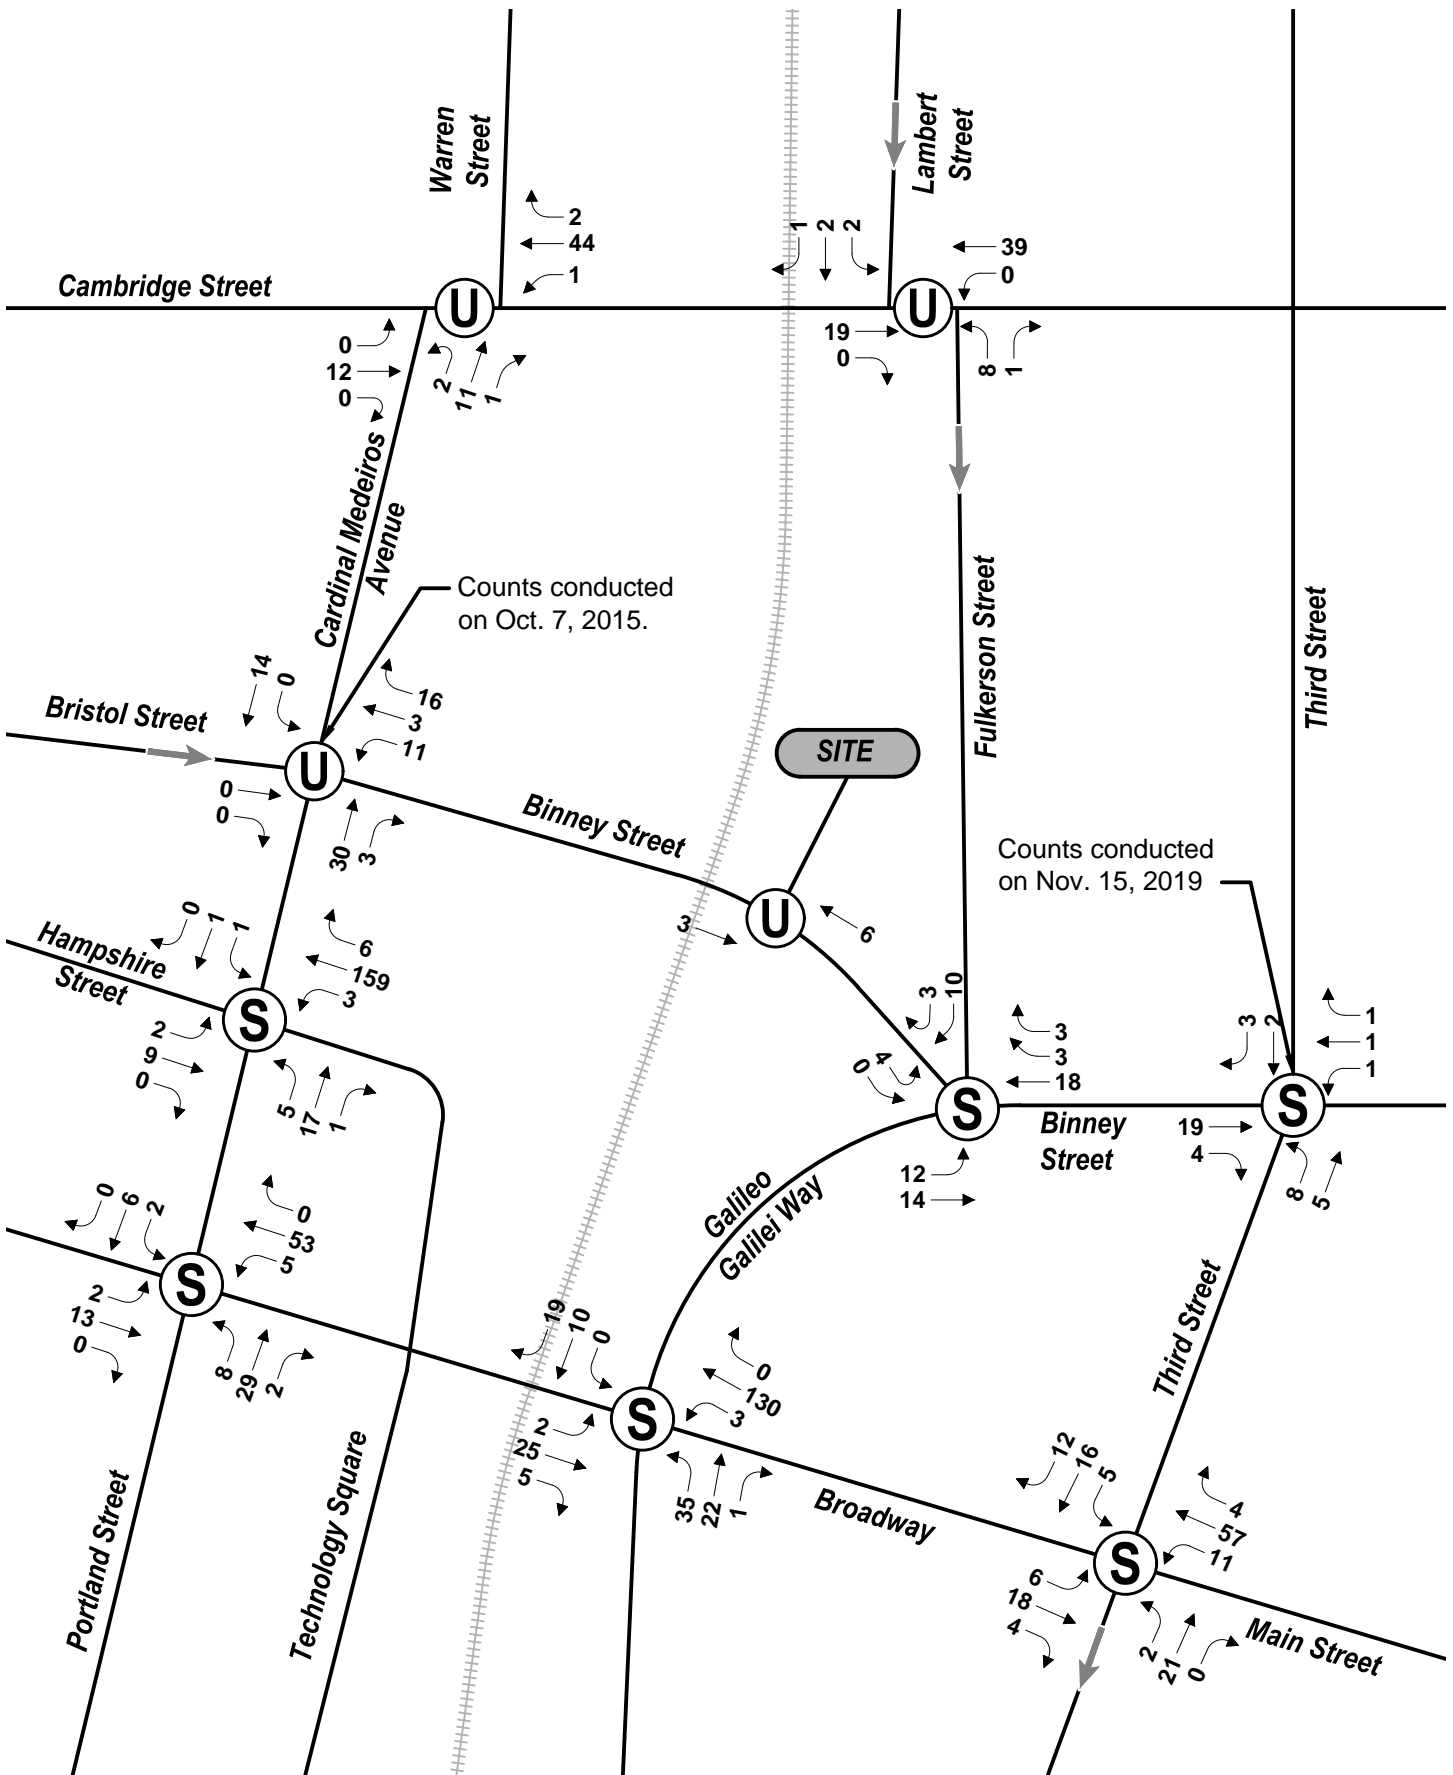 Warren
Street
Lambert
Street
2
44
1
1
2
2
39
0
Cambridge Street
U
U
0
12
0
2
11
1
19
0
8
1
Cardinal Medeiros
Avenue
Counts conducted
on Oct. 7, 2015.
Fulkerson Street
Third Street
14
0
16
3
11
Bristol Street
U
SITE
0
0
30
3
Binney Street
Counts conducted
on Nov. 15, 2019
3
U
6
0
1
1
6
159
3
Hampshire
Street
S
2
9
0
5
17
1
3
10
3
3
18
0
4
S
12
14
Binney
Street
3
2
1
1
1
S
19
4
8
5
Galileo
Galilei Way
0
6
2
0
53
5
S
2
13
0
8
29
2
19
10
0
0
130
3
S
2
25
5
35
22
1
Third Street
Broadway
12
16
5
4
57
11
S
6
18
4
2
21
0
Main Street
Portland Street
Technology Square